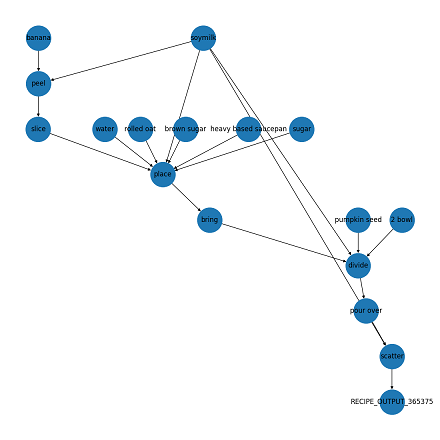 banana
soymilk
peel
slice
water
rolled oat
brown sugar
heavy based saucepan
sugar
place
bring
pumpkin seed
2 bowl
divide
pour over
scatter
RECIPE_OUTPUT_365375